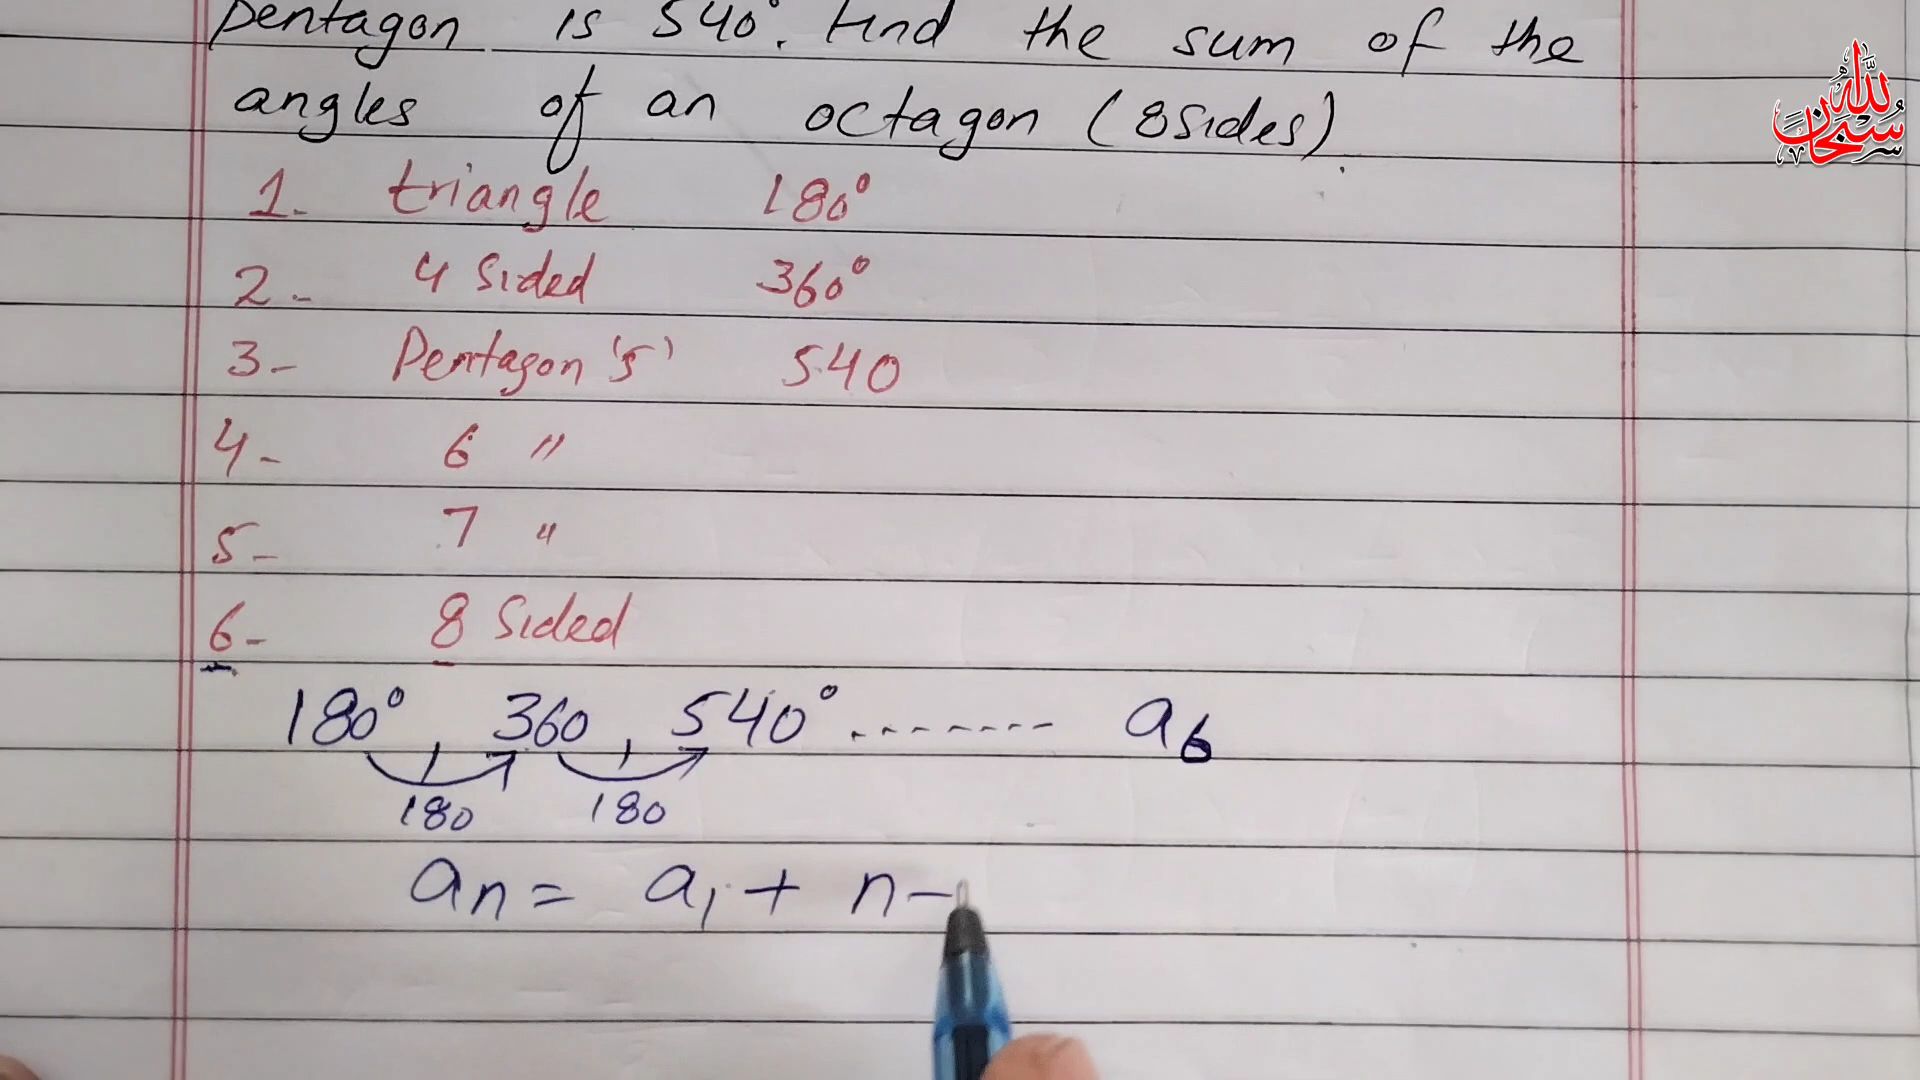 Pentagon is 540°. find the sum of the
angles of an octagon (8sides).
سبحان الله
1- triangle 180°
2- 4 Sided 360°
3- Pentagon '5' 540
4- 6 "
5- 7 "
6- 8 Sided
180°, 360, 540° ------- a6
180 180
an = a1 + n -